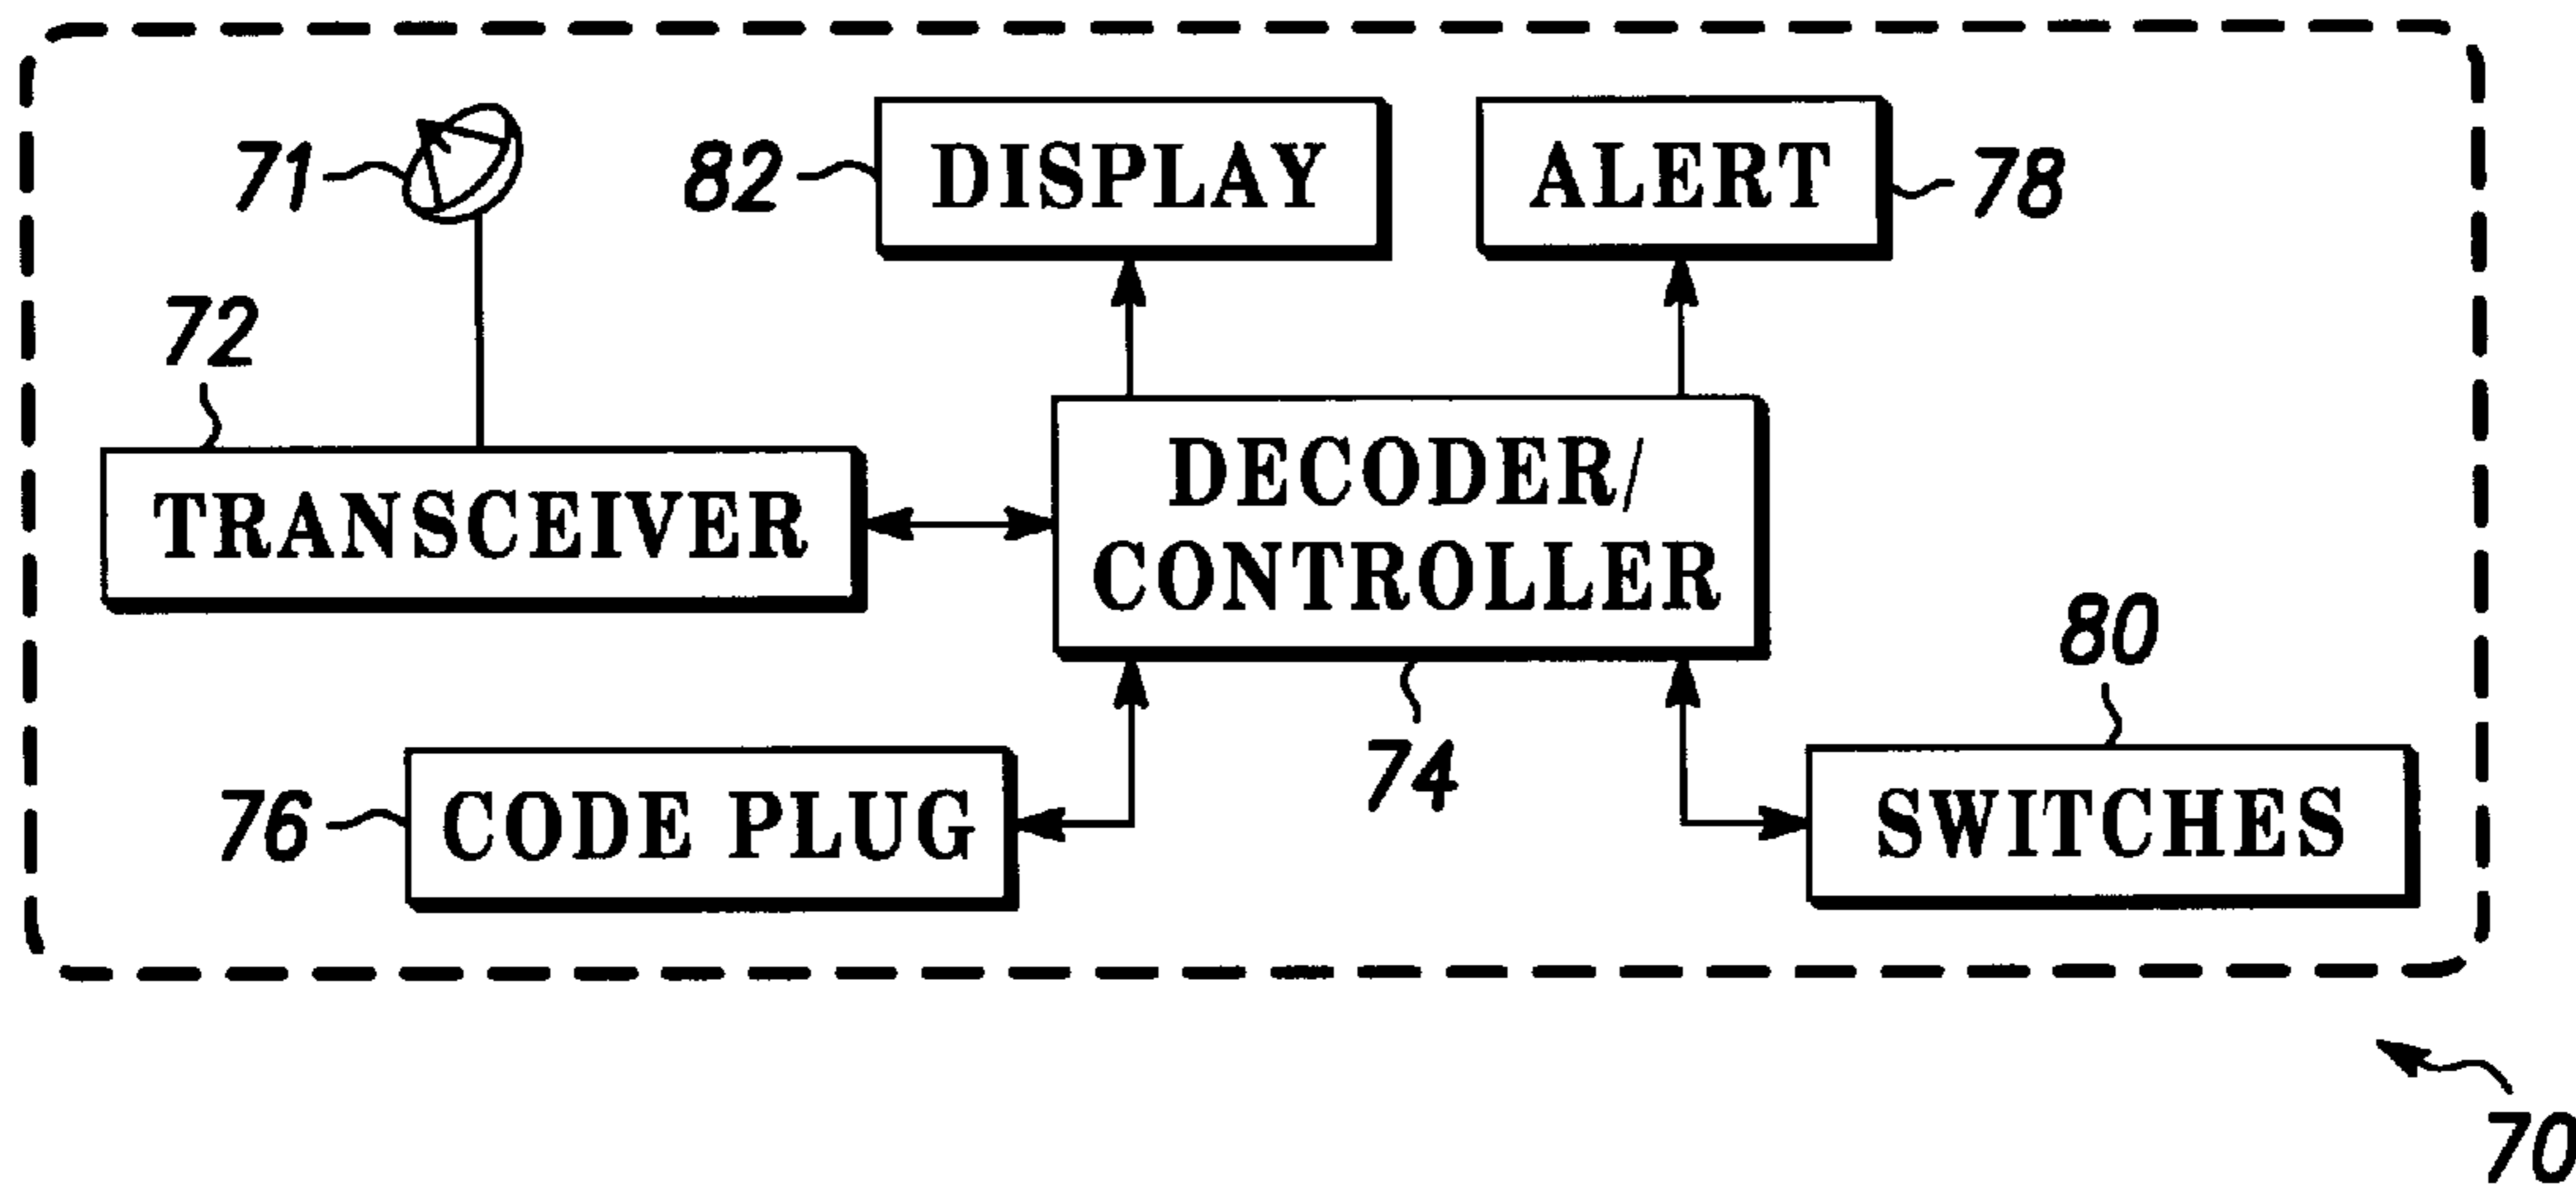 71
82
DISPLAY
ALERT
78
72
TRANSCEIVER
DECODER/
CONTROLLER
80
74
76
CODE PLUG
SWITCHES
70